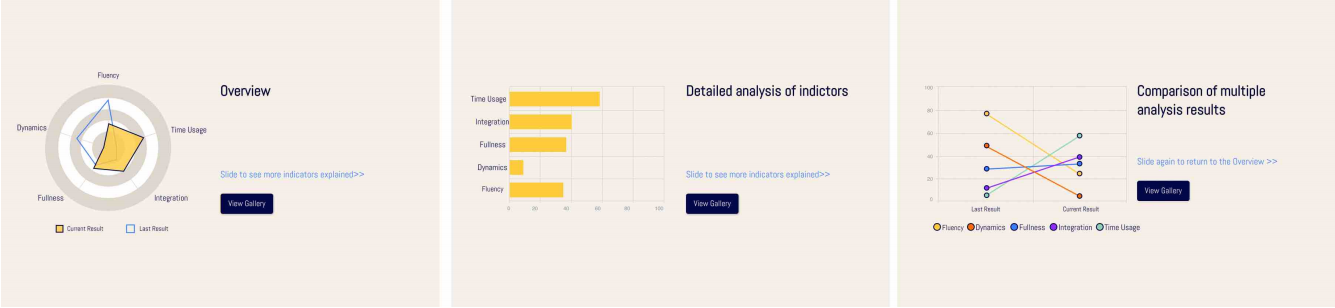 Overview
Fluency
Dynamics
Time Usage
Fullness
Integration
Current Result
Last Result
Slide to see more indicators explained>>
View Gallery
Detailed analysis of indictors
Time Usage
Integration
Fullness
Dynamics
Fluency
0 20 40 60 80 100
Slide to see more indicators explained>>
View Gallery
Comparison of multiple
analysis results
100
80
60
40
20
0
Last Result Current Result
Fluency Dynamics Fullness Integration Time Usage
Slide again to return to the Overview >>
View Gallery